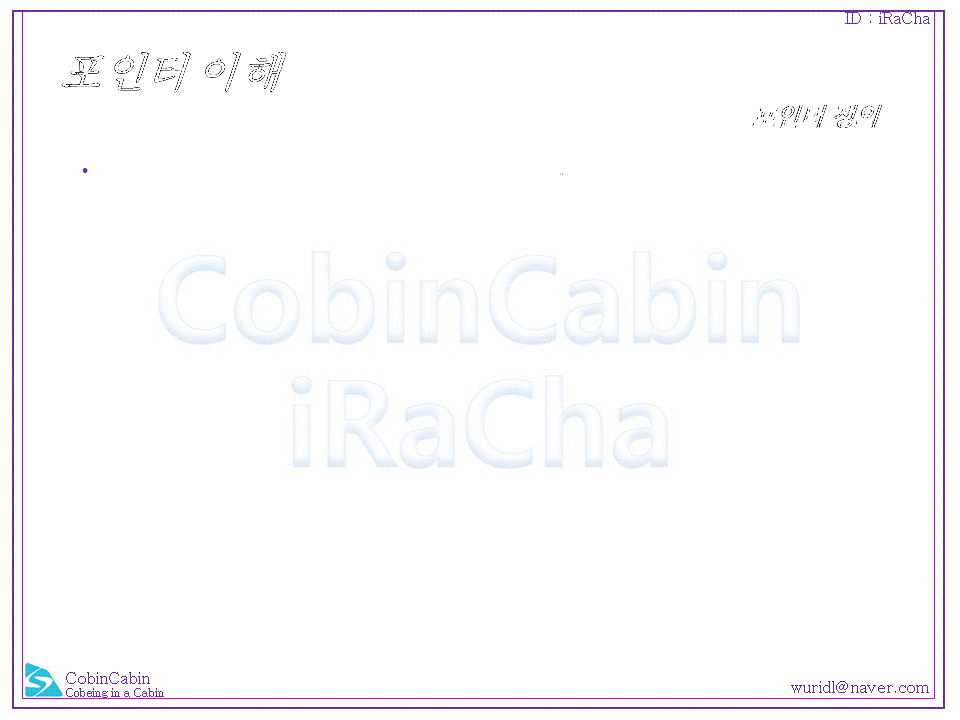 ID : iRaCha
포인터 이해
포인터 정의
•
CobinCabin
iRaCha
CobinCabin
Cobeing in a Cabin
wuridl@naver.com